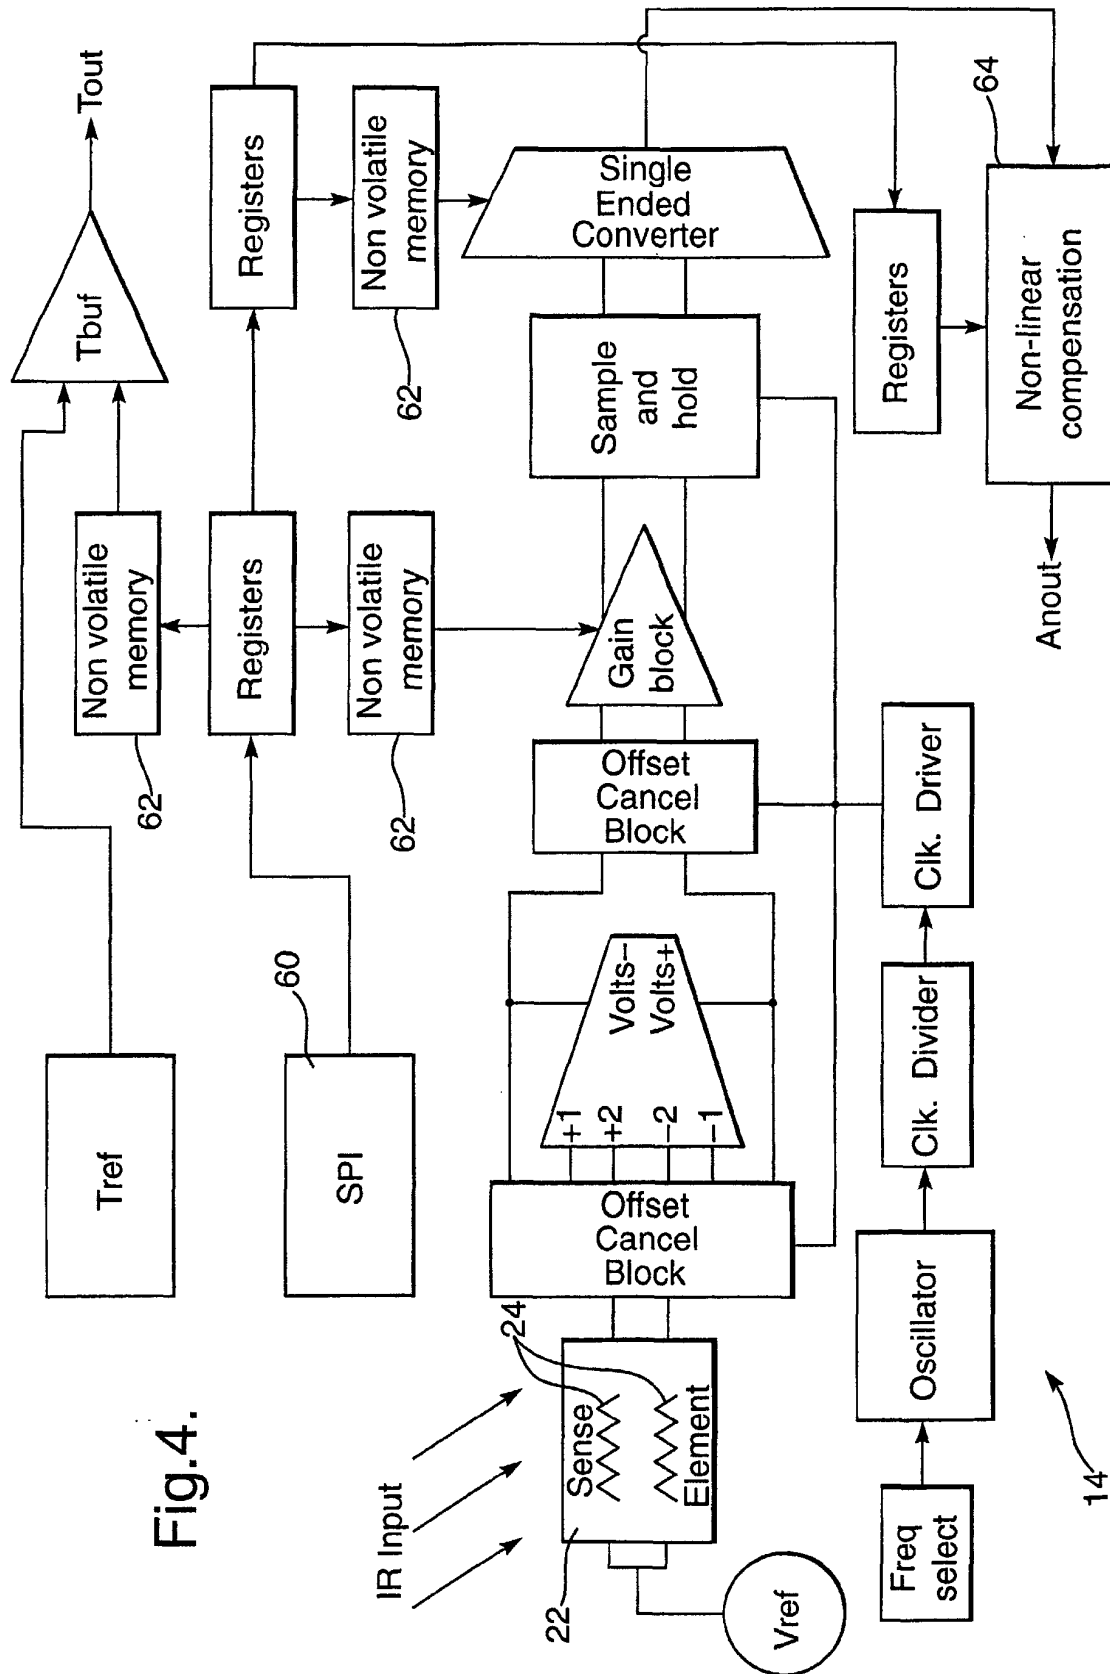 Fig.4.
Tref
Tbuf
Tout
SPI
60
Non volatile
memory
62
Registers
Non volatile
memory
62
Registers
Non volatile
memory
62
IR Input
22
Sense
24
Element
Vref
Offset
Cancel
Block
+1
+2
−2
−1
Volts−
Volts+
Offset
Cancel
Block
Gain
block
Sample
and
hold
Single
Ended
Converter
Freq
select
Oscillator
Clk. Divider
Clk. Driver
Registers
Non-linear
compensation
64
Anout
14